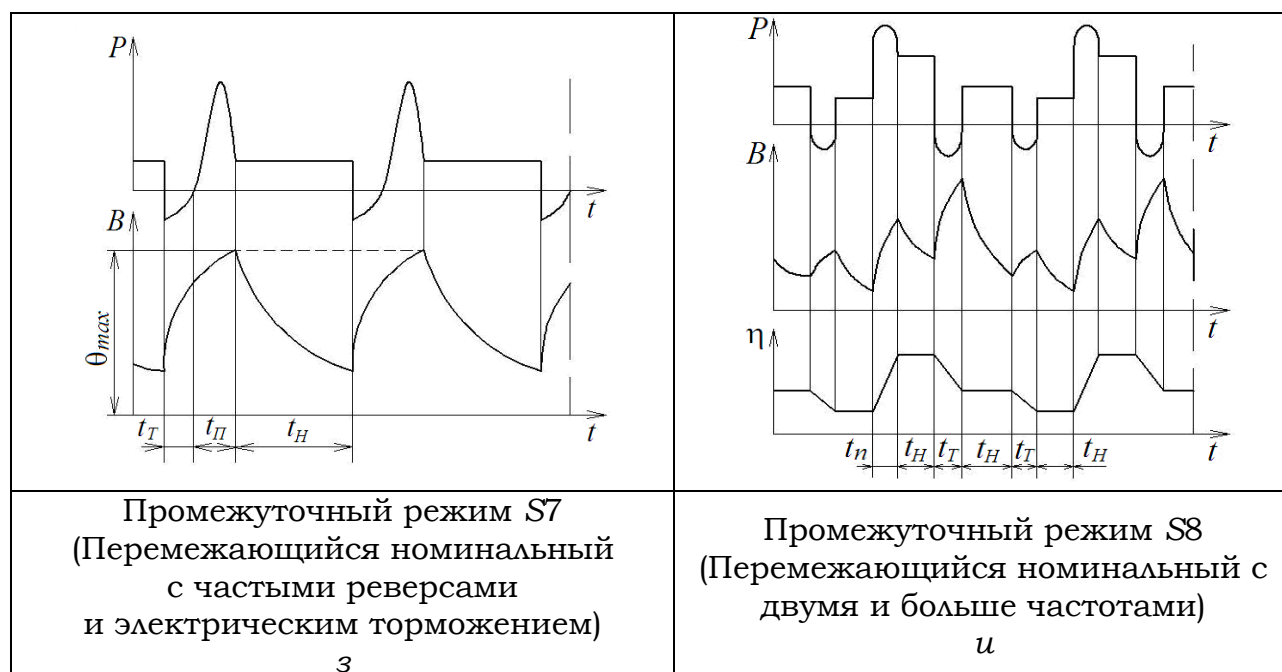 P
t
B
θmax
tТ tП tН
t
Промежуточный режим S7
(Перемежающийся номинальный
с частыми реверсами
и электрическим торможением)
з
P
t
B
t
η
tп tН tТ tН tТ tН
t
Промежуточный режим S8
(Перемежающийся номинальный с
двумя и больше частотами)
и